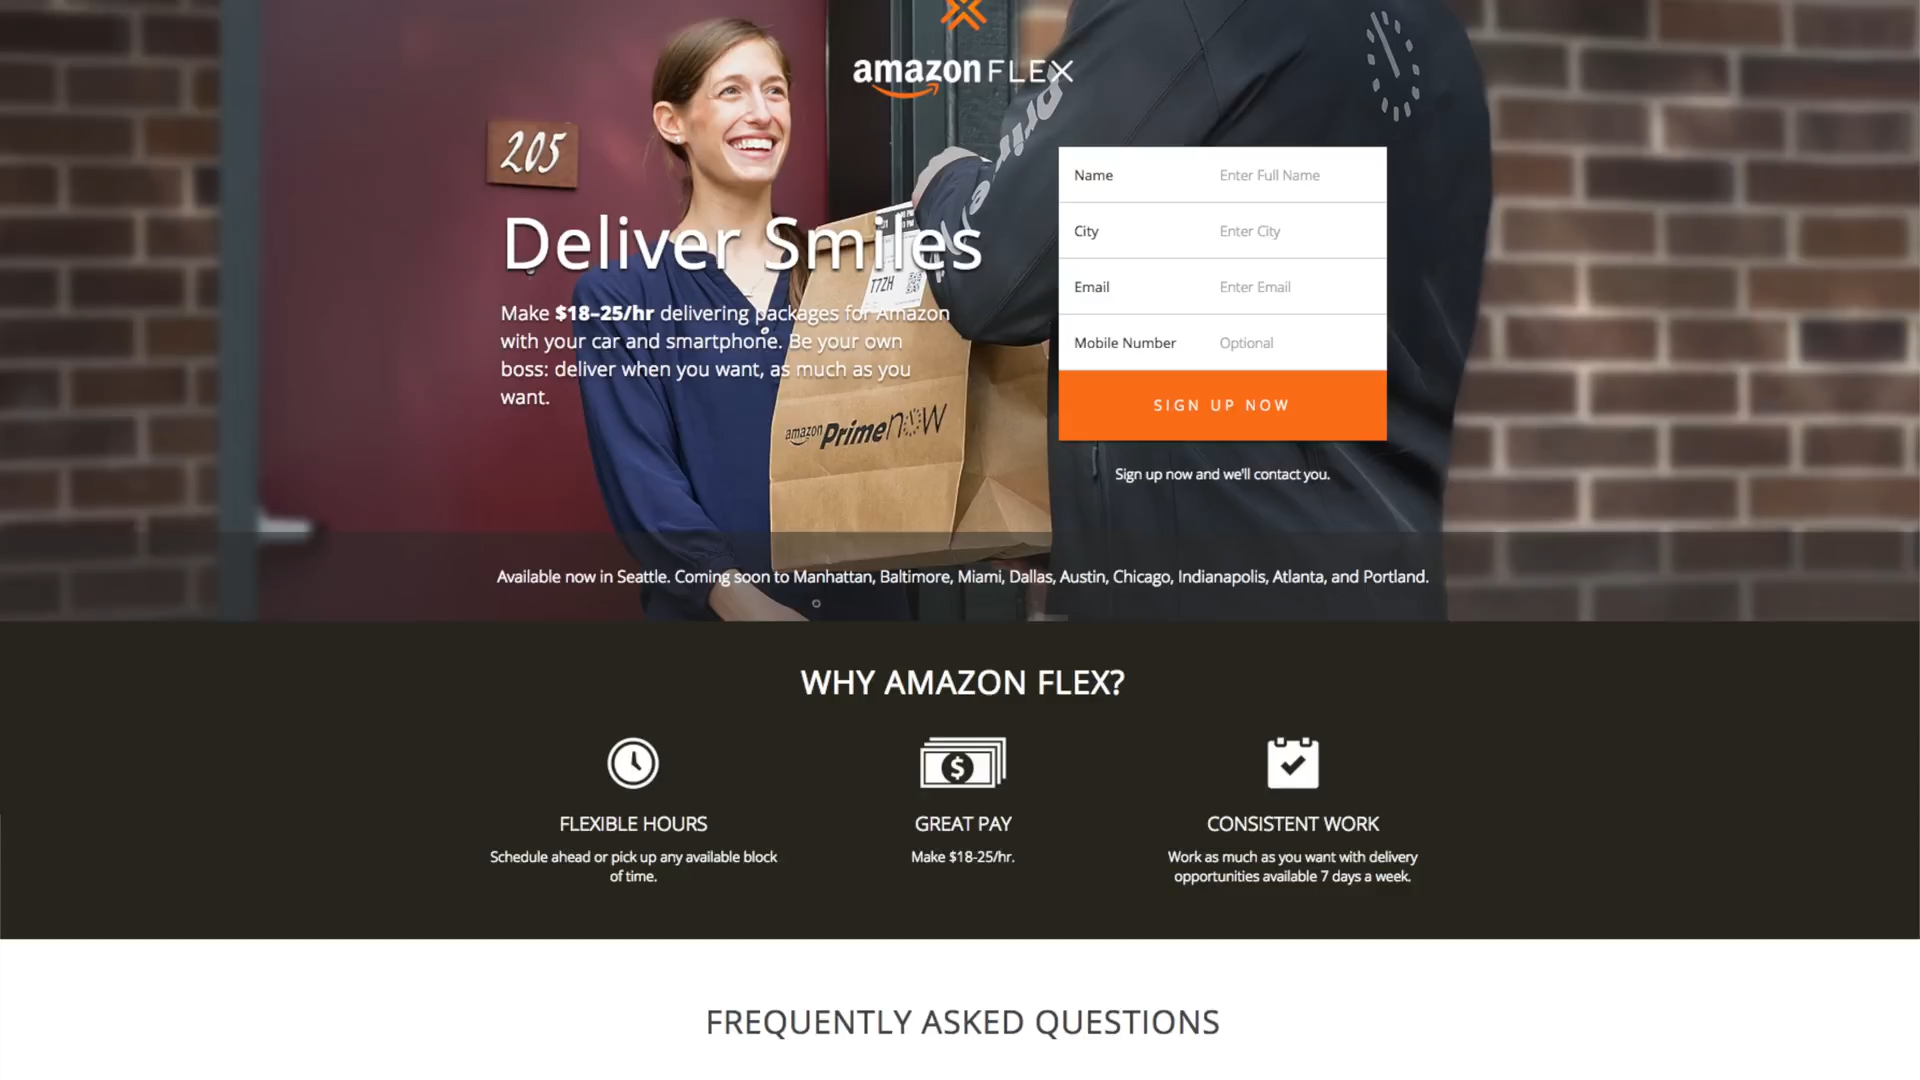 amazon FLEX
205
Deliver Smiles
Make $18–25/hr delivering packages for Amazon
with your car and smartphone. Be your own
boss: deliver when you want, as much as you
want.
T7ZH
amazon Prime now
Name Enter Full Name
City Enter City
Email Enter Email
Mobile Number Optional
SIGN UP NOW
Sign up now and we'll contact you.
Available now in Seattle. Coming soon to Manhattan, Baltimore, Miami, Dallas, Austin, Chicago, Indianapolis, Atlanta, and Portland.
WHY AMAZON FLEX?
FLEXIBLE HOURS
Schedule ahead or pick up any available block
of time.
GREAT PAY
Make $18-25/hr.
CONSISTENT WORK
Work as much as you want with delivery
opportunities available 7 days a week.
FREQUENTLY ASKED QUESTIONS